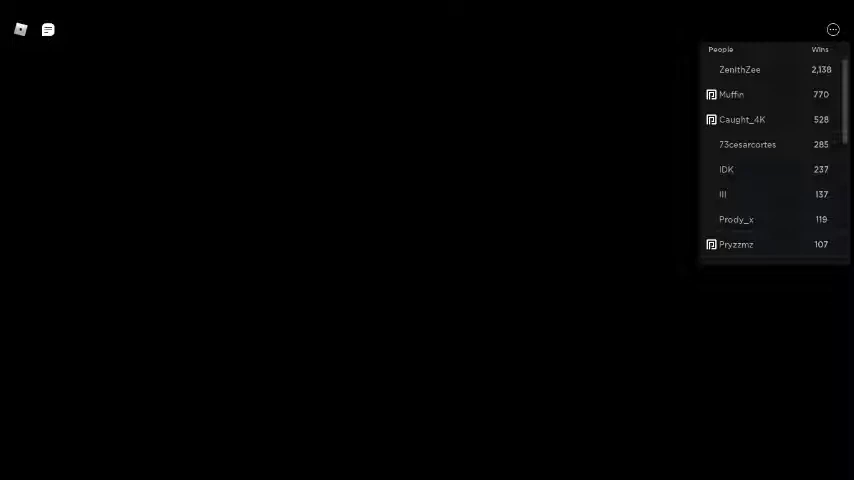 People Wins
ZenithZee 2,138
Muffin 770
Caught_4K 528
73cesarcortes 285
IDK 237
III 137
Prody_x 119
Pryzzmz 107